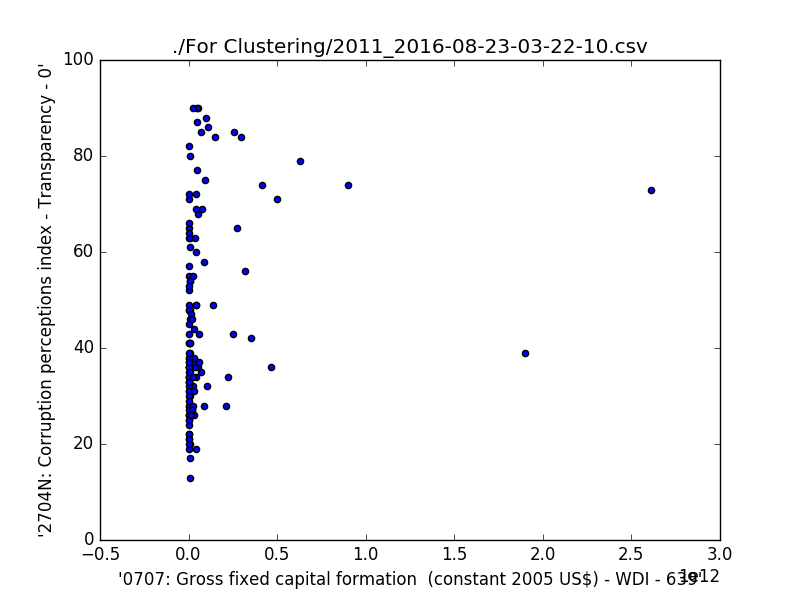 ./For Clustering/2011_2016-08-23-03-22-10.csv
'2704N: Corruption perceptions index - Transparency - 0'
100
80
60
40
20
0
−0.5 0.0 0.5 1.0 1.5 2.0 2.5 3.0
1e12
'0707: Gross fixed capital formation  (constant 2005 US$) - WDI - 639'